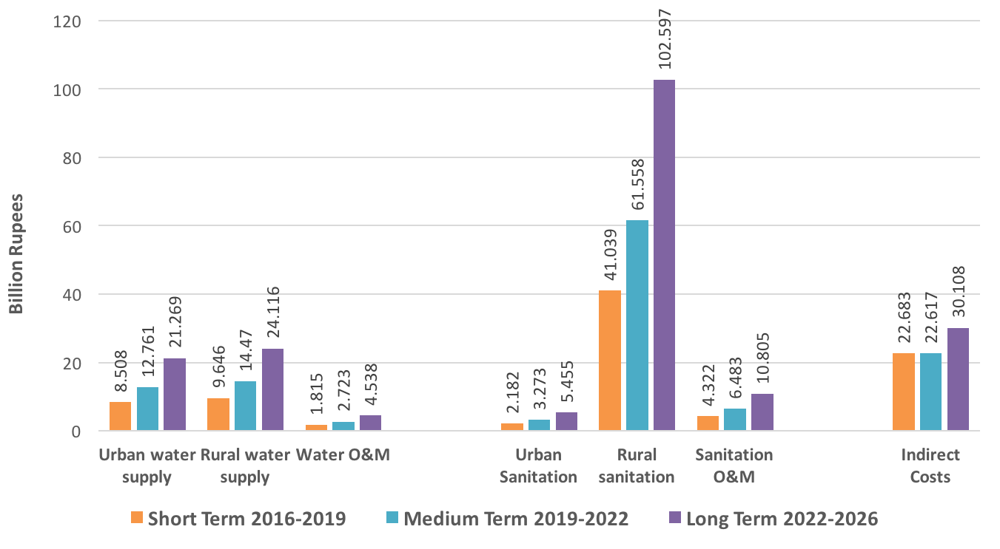 120
100
80
60
40
20
0
Billion Rupees
8.508
12.761
21.269
9.646
14.47
24.116
1.815
2.723
4.538
2.182
3.273
5.455
41.039
61.558
102.597
4.322
6.483
10.805
22.683
22.617
30.108
Urban water
supply
Rural water
supply
Water O&M
Urban
Sanitation
Rural
sanitation
Sanitation
O&M
Indirect
Costs
Short Term 2016-2019
Medium Term 2019-2022
Long Term 2022-2026